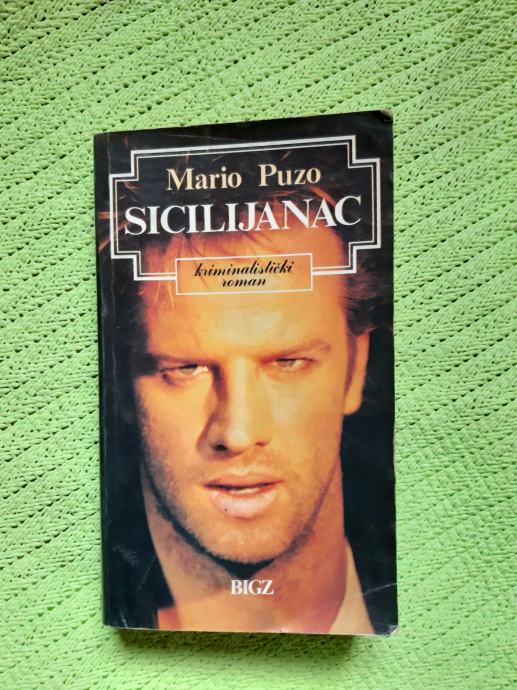 Mario Puzo
SICILIJANAC
kriminalistički
roman
BIGZ